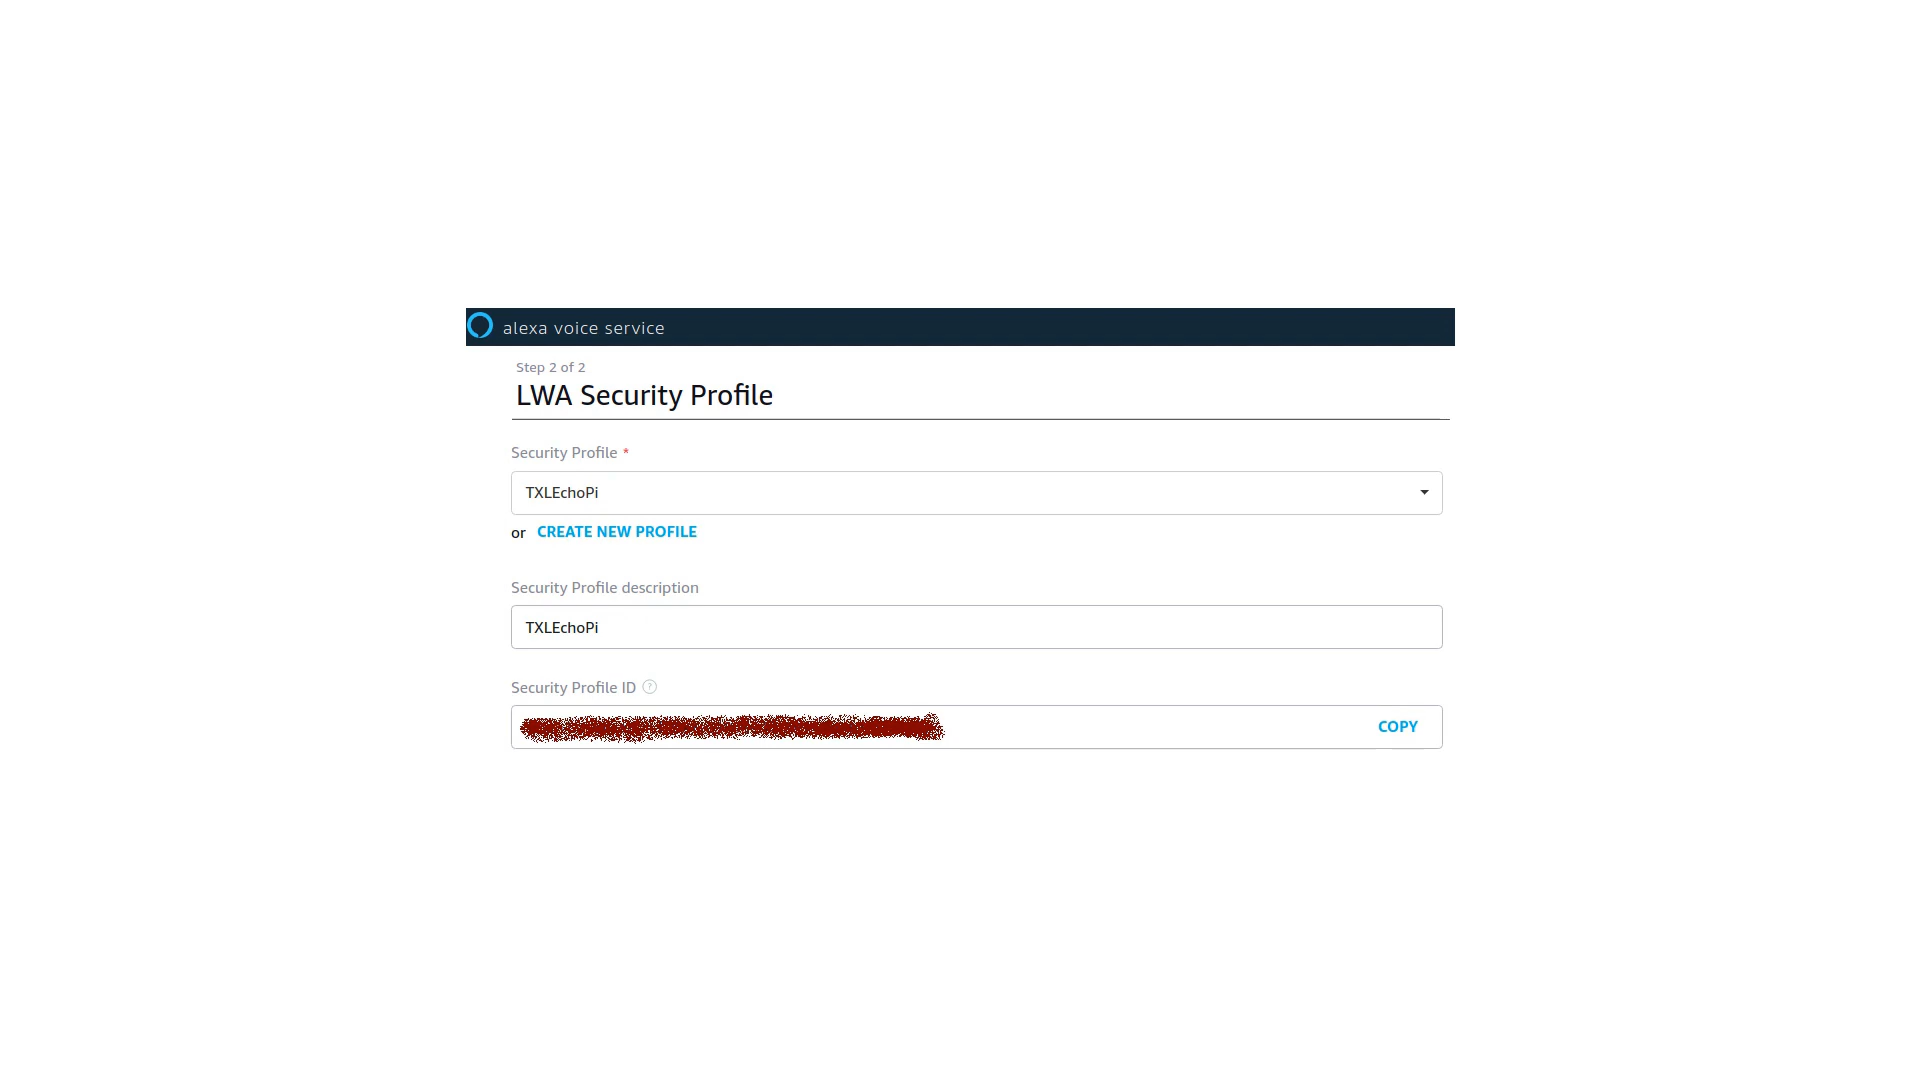 alexa voice service
Step 2 of 2
LWA Security Profile
Security Profile *
TXLEchoPi
or CREATE NEW PROFILE
Security Profile description
TXLEchoPi
Security Profile ID ?
COPY